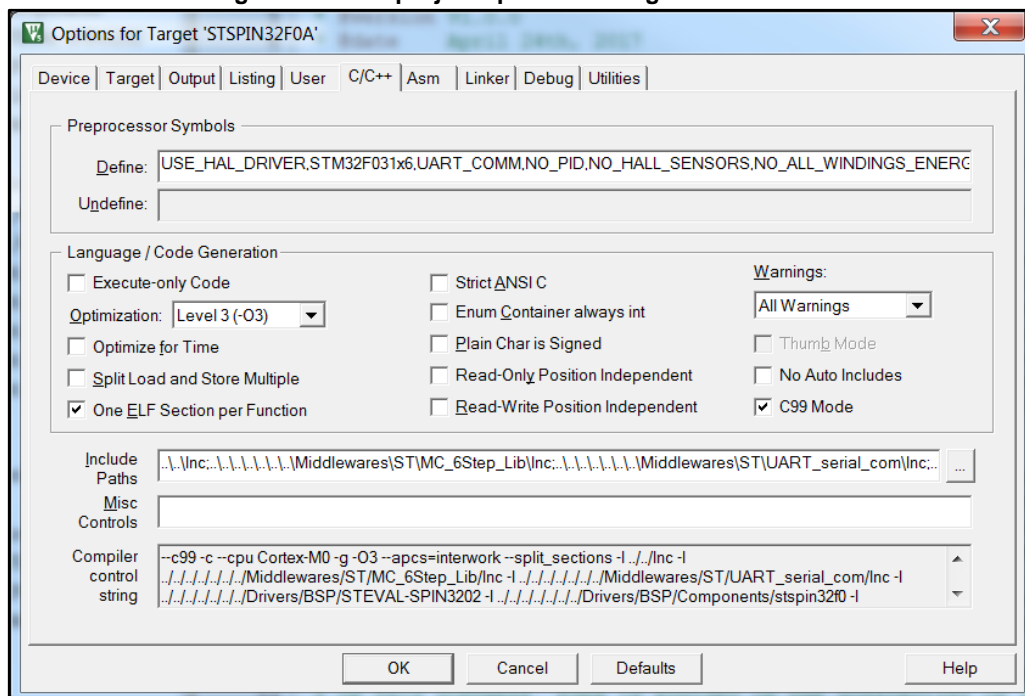 Options for Target 'STSPIN32F0A'
Device Target Output Listing User C/C++ Asm Linker Debug Utilities
Preprocessor Symbols
Define: USE_HAL_DRIVER,STM32F031x6,UART_COMM,NO_PID,NO_HALL_SENSORS,NO_ALL_WINDINGS_ENERG
Undefine:
Language / Code Generation
Execute-only Code Strict ANSI C Warnings:
Optimization: Level 3 (-O3) Enum Container always int All Warnings
Optimize for Time Plain Char is Signed Thumb Mode
Split Load and Store Multiple Read-Only Position Independent No Auto Includes
One ELF Section per Function Read-Write Position Independent C99 Mode
Include Paths ..\..\Inc;..\..\..\..\..\..\..\Middlewares\ST\MC_6Step_Lib\Inc;..\..\..\..\..\..\..\Middlewares\ST\UART_serial_com\Inc;.. ...
Misc Controls
Compiler control string
--c99 -c --cpu Cortex-M0 -g -O3 --apcs=interwork --split_sections -I ../../Inc -I
../../../../../../../Middlewares/ST/MC_6Step_Lib/Inc -I ../../../../../../../Middlewares/ST/UART_serial_com/Inc -I
../../../../../../../Drivers/BSP/STEVAL-SPIN3202 -I ../../../../../../../Drivers/BSP/Components/stspin32f0 -I
OK Cancel Defaults Help